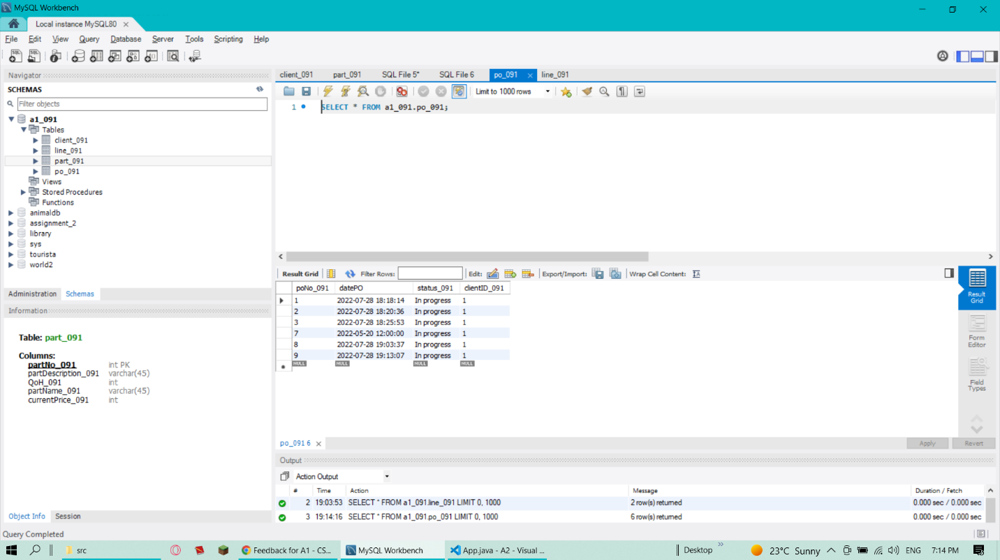 MySQL Workbench
Local instance MySQL80
File Edit View Query Database Server Tools Scripting Help
Navigator
SCHEMAS
Filter objects
a1_091
Tables
client_091
line_091
part_091
po_091
Views
Stored Procedures
Functions
animaldb
assignment_2
library
sys
tourista
world2
Administration Schemas
Information
Table: part_091
Columns:
partNo_091 int PK
partDescription_091 varchar(45)
QoH_091 int
partName_091 varchar(45)
currentPrice_091 int
Object Info Session
client_091 part_091 SQL File 5* SQL File 6 po_091 line_091
Limit to 1000 rows
1 SELECT * FROM a1_091.po_091;
Result Grid Filter Rows: Edit: Export/Import: Wrap Cell Content:
poNo_091 datePO status_091 clientID_091
1 2022-07-28 18:18:14 In progress 1
2 2022-07-28 18:20:36 In progress 1
3 2022-07-28 18:25:53 In progress 1
7 2022-05-20 12:00:00 In progress 1
8 2022-07-28 19:03:37 In progress 1
9 2022-07-28 19:13:07 In progress 1
NULL NULL NULL NULL
Result
Grid
Form
Editor
Field
Types
po_091 6
Apply Revert
Output
Action Output
# Time Action Message Duration / Fetch
2 19:03:53 SELECT * FROM a1_091.line_091 LIMIT 0, 1000 2 row(s) returned 0.000 sec / 0.000 sec
3 19:14:16 SELECT * FROM a1_091.po_091 LIMIT 0, 1000 6 row(s) returned 0.000 sec / 0.000 sec
Query Completed
src Feedback for A1 - CS... MySQL Workbench App.java - A2 - Visual ... Desktop 23°C Sunny ENG 7:14 PM